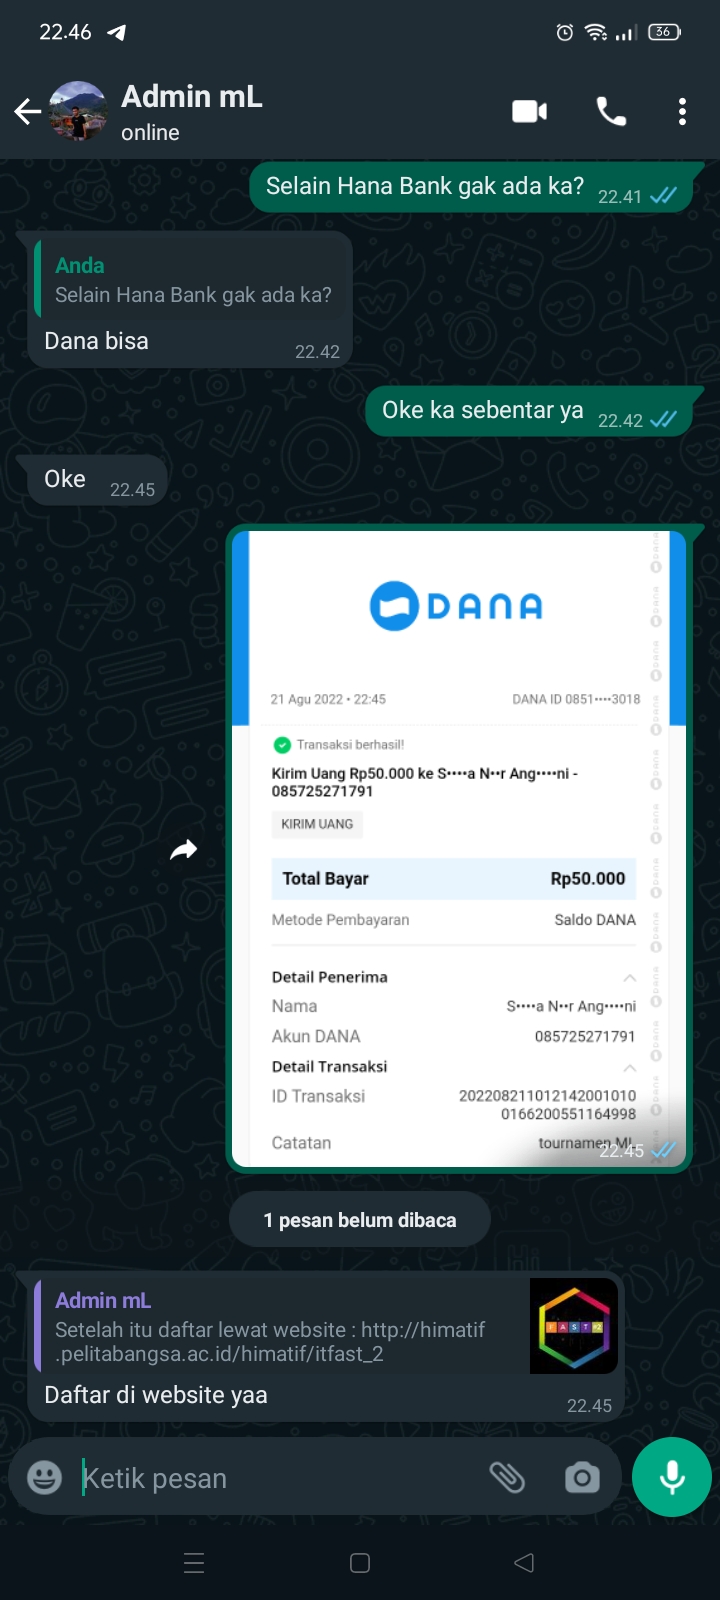 22.46
36
Admin mL
online
Selain Hana Bank gak ada ka?
22.41
Anda
Selain Hana Bank gak ada ka?
Dana bisa
22.42
Oke ka sebentar ya
22.42
Oke
22.45
DANA
21 Agu 2022 • 22:45
DANA ID 0851••••3018
Transaksi berhasil!
Kirim Uang Rp50.000 ke S••••a N••r Ang••••ni -
085725271791
KIRIM UANG
Total Bayar Rp50.000
Metode Pembayaran Saldo DANA
Detail Penerima
Nama S••••a N••r Ang••••ni
Akun DANA 085725271791
Detail Transaksi
ID Transaksi 202208211012142001010
0166200551164998
Catatan tournamen ML
22.45
1 pesan belum dibaca
Admin mL
Setelah itu daftar lewat website : http://himatif
.pelitabangsa.ac.id/himatif/itfast_2
FAST #2
Daftar di website yaa
22.45
Ketik pesan